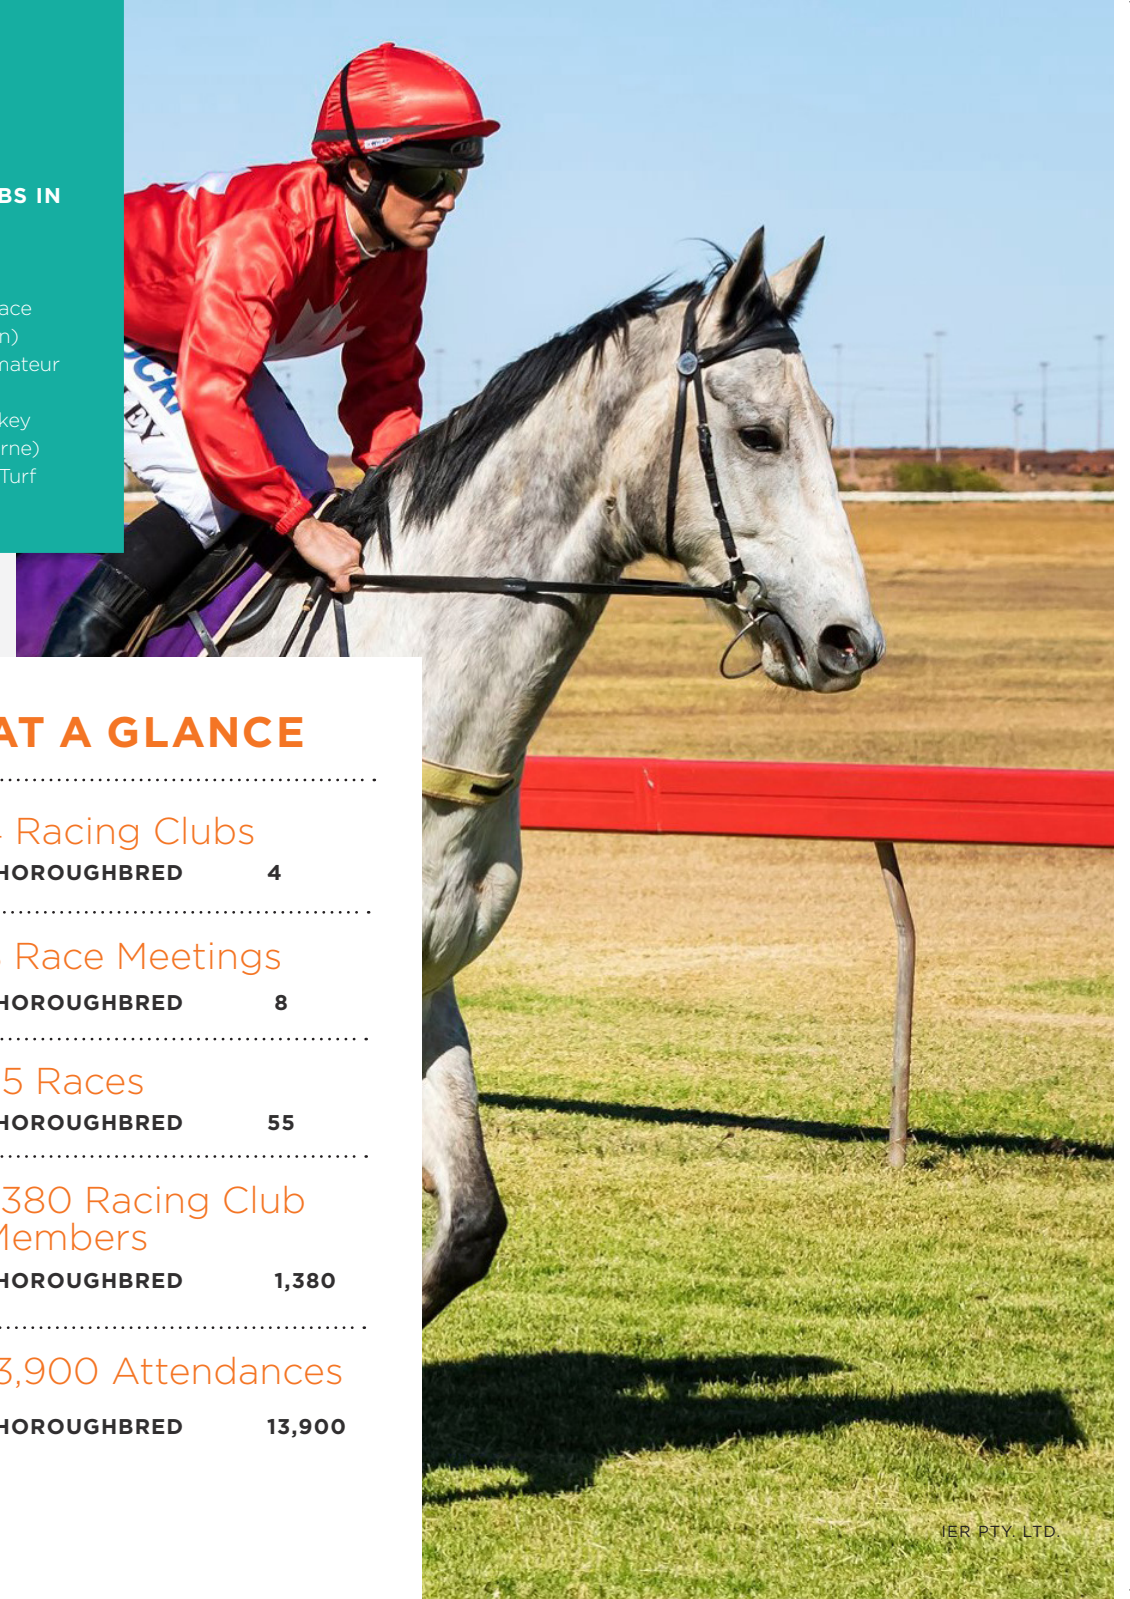 BS IN
ace
n)
nateur
key
rne)
Turf
AT A GLANCE
Racing Clubs
HOROUGHBRED 4
Race Meetings
HOROUGHBRED 8
5 Races
HOROUGHBRED 55
380 Racing Club
Members
HOROUGHBRED 1,380
3,900 Attendances
HOROUGHBRED 13,900
EY
IER PTY. LTD.